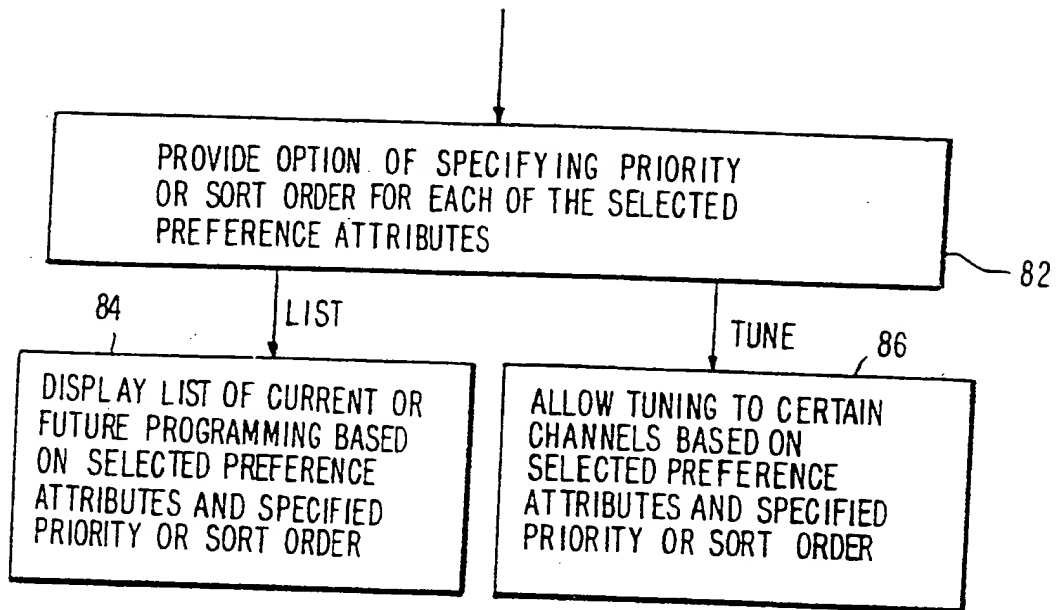 PROVIDE OPTION OF SPECIFYING PRIORITY
OR SORT ORDER FOR EACH OF THE SELECTED
PREFERENCE ATTRIBUTES
82
LIST
TUNE
84
DISPLAY LIST OF CURRENT OR
FUTURE PROGRAMMING BASED
ON SELECTED PREFERENCE
ATTRIBUTES AND SPECIFIED
PRIORITY OR SORT ORDER
86
ALLOW TUNING TO CERTAIN
CHANNELS BASED ON
SELECTED PREFERENCE
ATTRIBUTES AND SPECIFIED
PRIORITY OR SORT ORDER